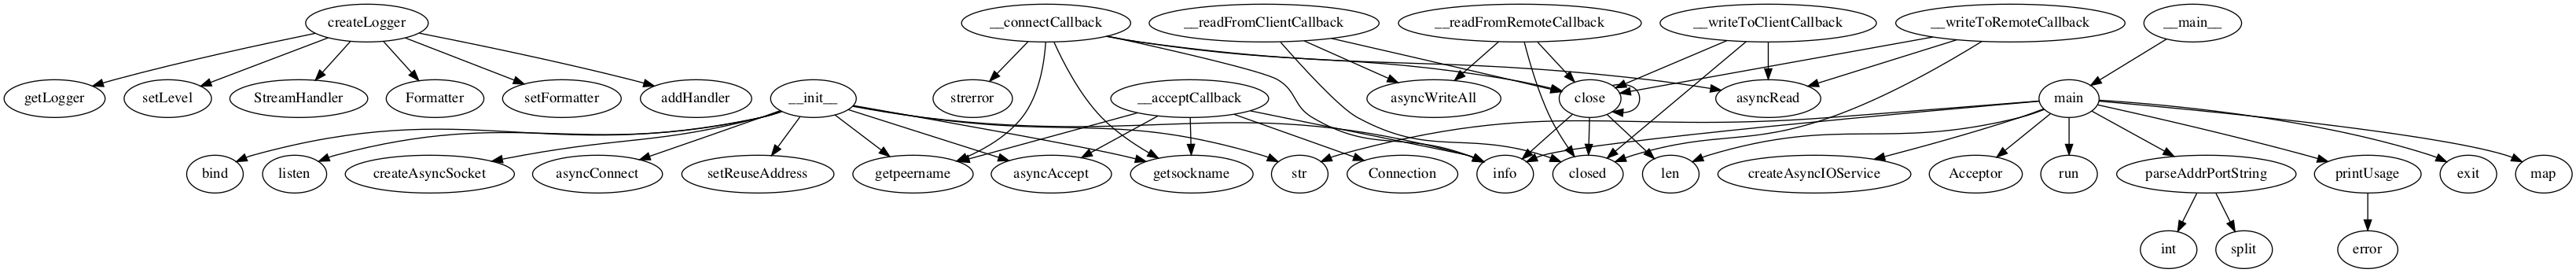 createLogger
__connectCallback
__readFromClientCallback
__readFromRemoteCallback
__writeToClientCallback
__writeToRemoteCallback
__main__
getLogger
setLevel
StreamHandler
Formatter
setFormatter
addHandler
__init__
strerror
__acceptCallback
asyncWriteAll
close
asyncRead
main
bind
listen
createAsyncSocket
asyncConnect
setReuseAddress
getpeername
asyncAccept
getsockname
str
Connection
info
closed
len
createAsyncIOService
Acceptor
run
parseAddrPortString
printUsage
exit
map
int
split
error